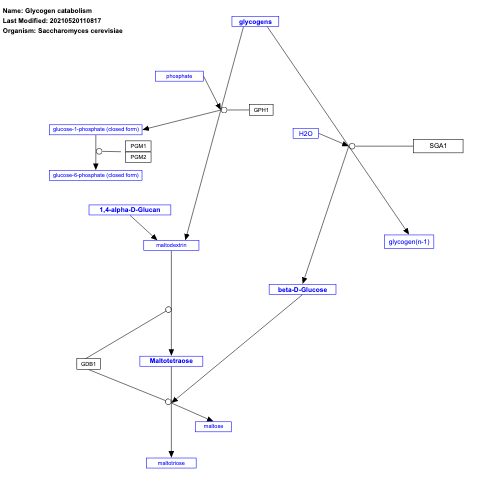 Name: Glycogen catabolism
Last Modified: 20210520110817
Organism: Saccharomyces cerevisiae
glycogens
phosphate
GPH1
glucose-1-phosphate (closed form)
H2O
PGM1
SGA1
PGM2
glucose-6-phosphate (closed form)
1,4-alpha-D-Glucan
maltodextrin
glycogen(n-1)
beta-D-Glucose
GDB1
Maltotetraose
maltose
maltotriose